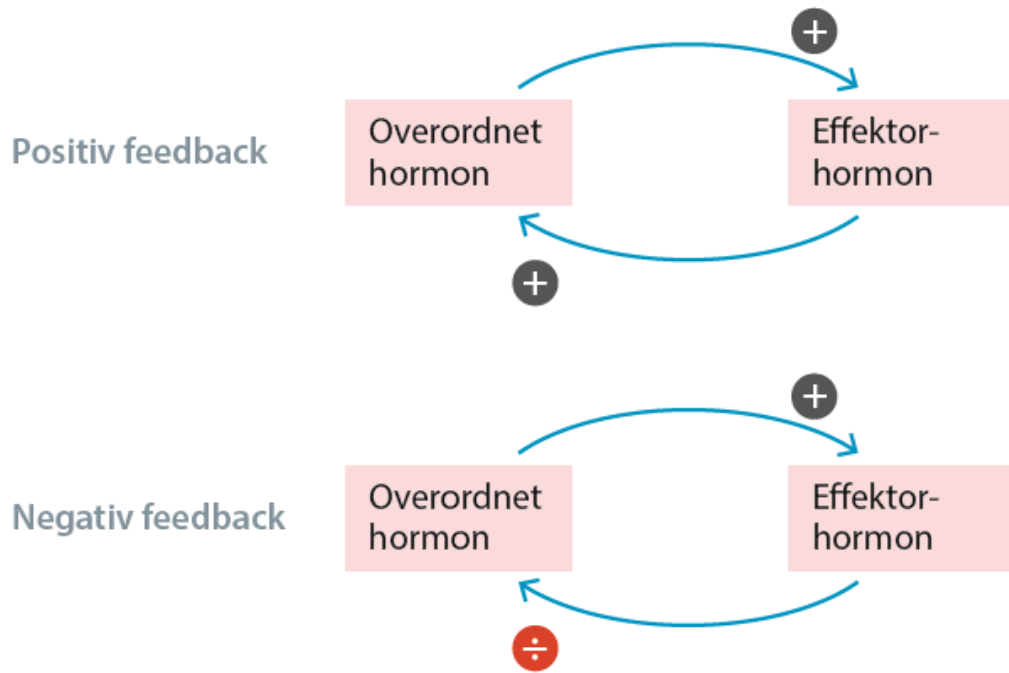 Positiv feedback
Overordnet
hormon
Effektor-
hormon
+
+
Negativ feedback
Overordnet
hormon
Effektor-
hormon
+
÷